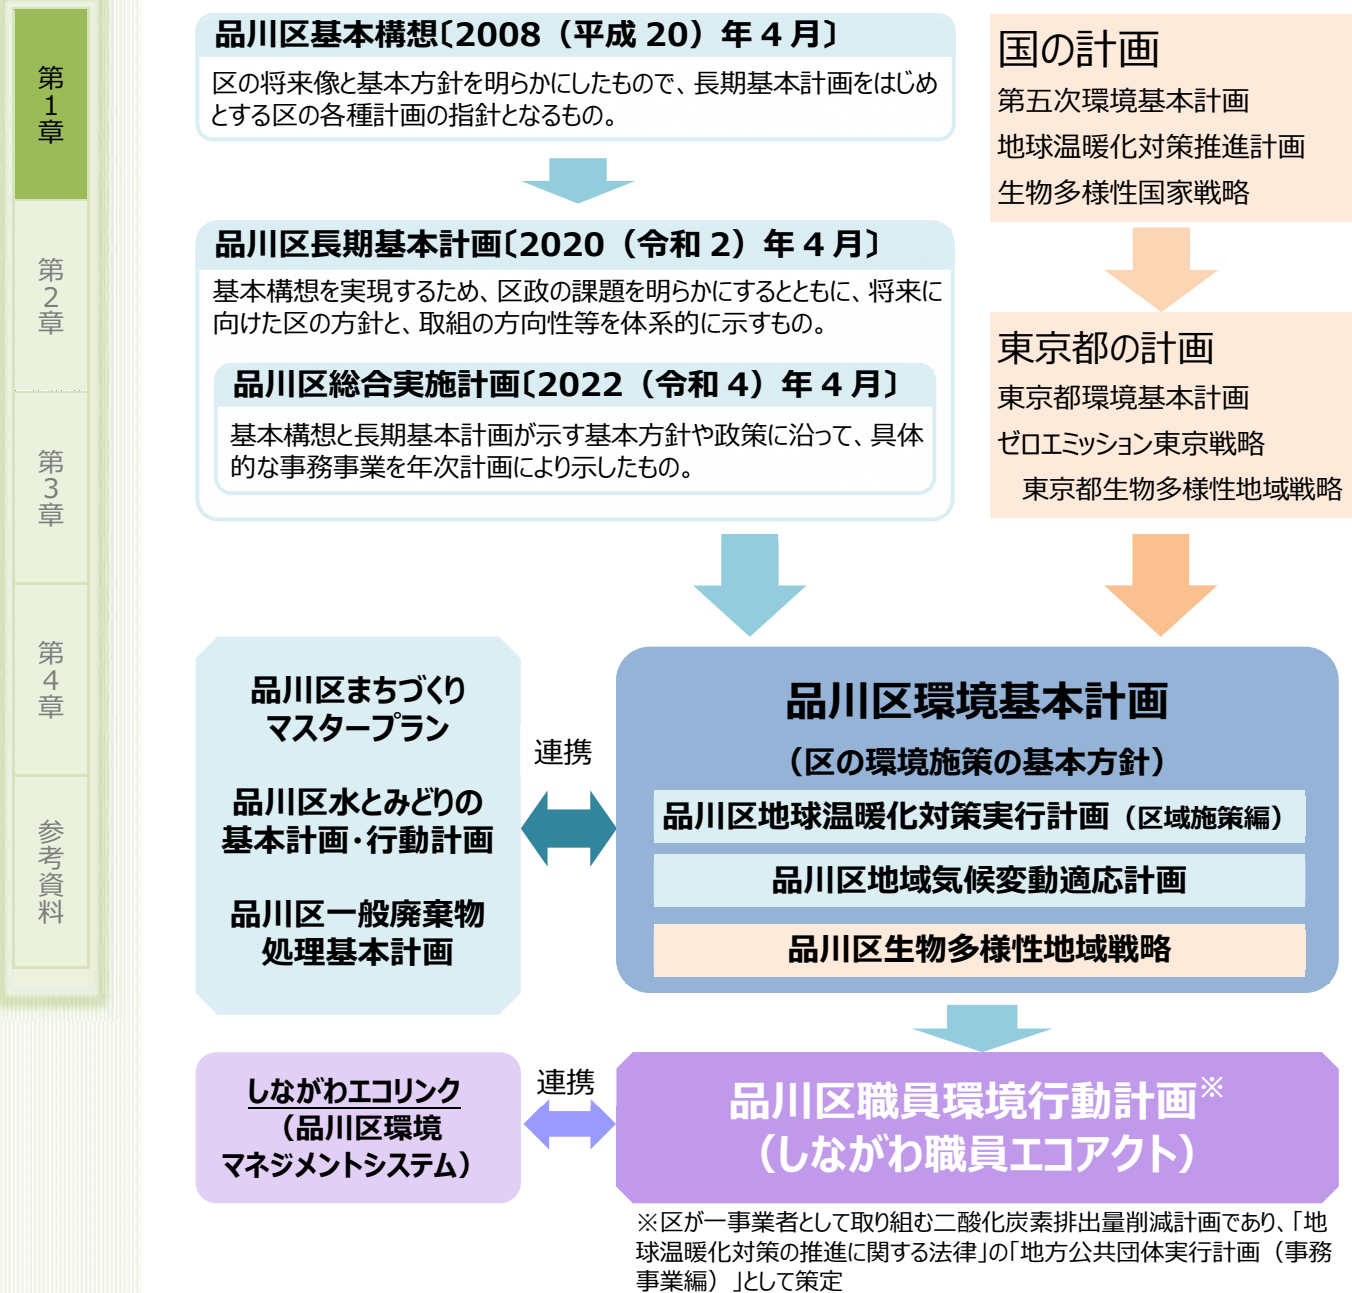 第1章
第2章
第3章
第4章
参考資料
品川区基本構想〔2008（平成 20）年 4 月〕
区の将来像と基本方針を明らかにしたもので、長期基本計画をはじめ
とする区の各種計画の指針となるもの。
品川区長期基本計画〔2020（令和 2）年 4 月〕
基本構想を実現するため、区政の課題を明らかにするとともに、将来に
向けた区の方針と、取組の方向性等を体系的に示すもの。
品川区総合実施計画〔2022（令和 4）年 4 月〕
基本構想と長期基本計画が示す基本方針や政策に沿って、具体
的な事務事業を年次計画により示したもの。
国の計画
第五次環境基本計画
地球温暖化対策推進計画
生物多様性国家戦略
東京都の計画
東京都環境基本計画
ゼロエミッション東京戦略
東京都生物多様性地域戦略
品川区まちづくり
マスタープラン
品川区水とみどりの
基本計画・行動計画
品川区一般廃棄物
処理基本計画
連携
品川区環境基本計画
（区の環境施策の基本方針）
品川区地球温暖化対策実行計画（区域施策編）
品川区地域気候変動適応計画
品川区生物多様性地域戦略
しながわエコリンク
（品川区環境
マネジメントシステム）
連携
品川区職員環境行動計画※
（しながわ職員エコアクト）
※区が一事業者として取り組む二酸化炭素排出量削減計画であり、「地
球温暖化対策の推進に関する法律」の「地方公共団体実行計画（事務
事業編）」として策定